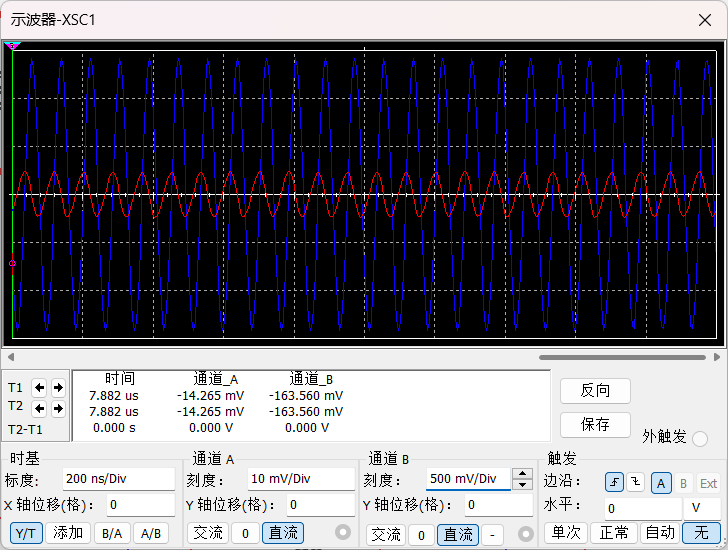 示波器-XSC1
时间 通道_A 通道_B
T1 7.882 us -14.265 mV -163.560 mV
T2 7.882 us -14.265 mV -163.560 mV
T2-T1 0.000 s 0.000 V 0.000 V
反向
保存
外触发
时基
标度: 200 ns/Div
X 轴位移(格): 0
Y/T 添加 B/A A/B
通道 A
刻度: 10 mV/Div
Y 轴位移(格): 0
交流 0 直流
通道 B
刻度: 500 mV/Div
Y 轴位移(格): 0
交流 0 直流 -
触发
边沿: A B Ext
水平: 0 V
单次 正常 自动 无